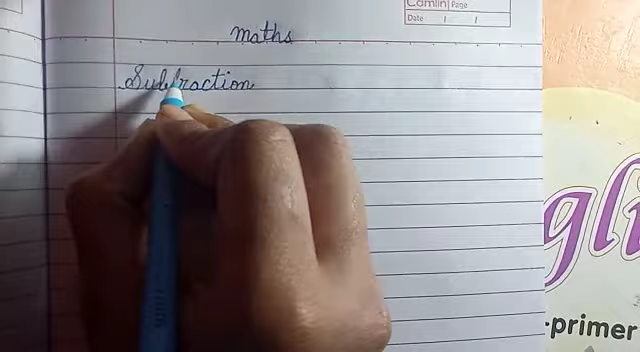 Camlin Page
Date / /
maths
Subtraction
-primer